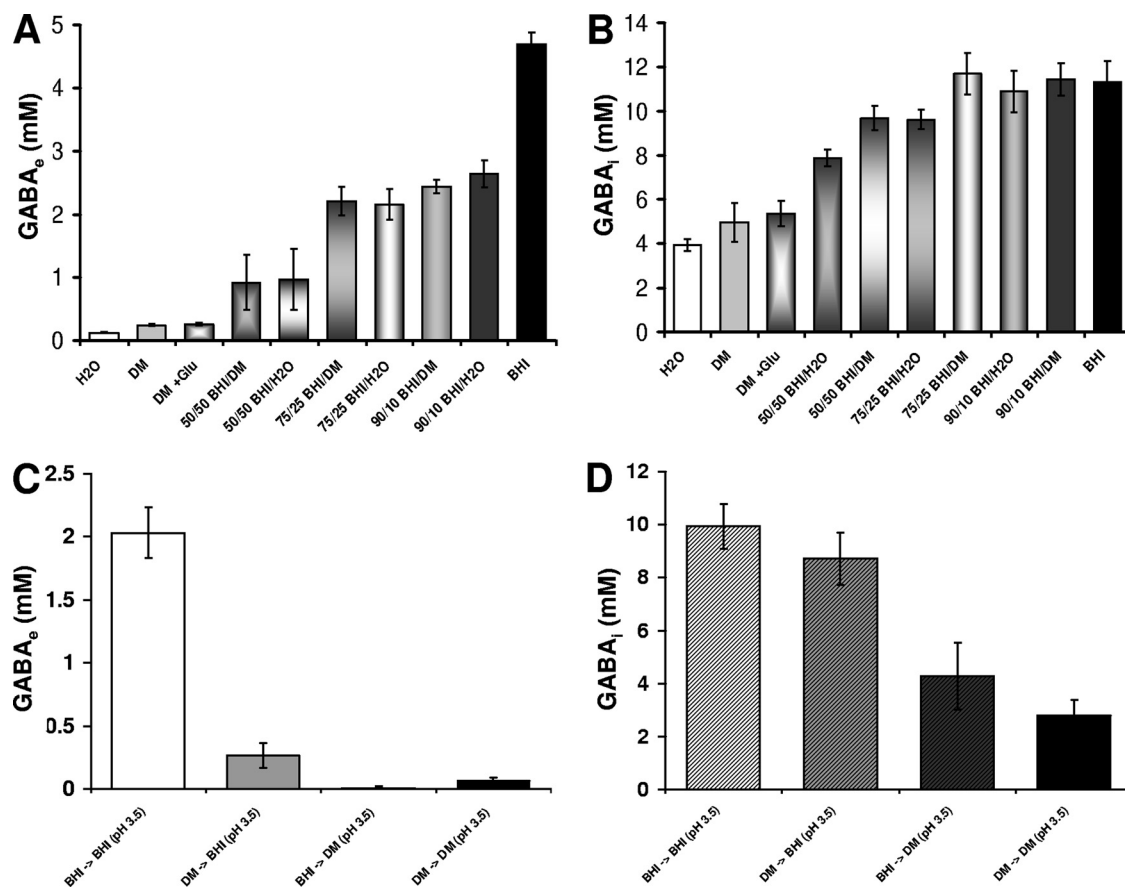 A
GABAe (mM)
5
4
3
2
1
0
H2O
DM
DM +Glu
50/50 BHI/DM
50/50 BHI/H2O
75/25 BHI/DM
75/25 BHI/H2O
90/10 BHI/DM
90/10 BHI/H2O
BHI
B
GABAi (mM)
14
12
10
8
6
4
2
0
H2O
DM
DM +Glu
50/50 BHI/H2O
50/50 BHI/DM
75/25 BHI/H2O
75/25 BHI/DM
90/10 BHI/H2O
90/10 BHI/DM
BHI
C
GABAe (mM)
2.5
2
1.5
1
0.5
0
BHI -> BHI (pH 3.5)
DM -> BHI (pH 3.5)
BHI -> DM (pH 3.5)
DM -> DM (pH 3.5)
D
GABAi (mM)
12
10
8
6
4
2
0
BHI -> BHI (pH 3.5)
DM -> BHI (pH 3.5)
BHI -> DM (pH 3.5)
DM -> DM (pH 3.5)